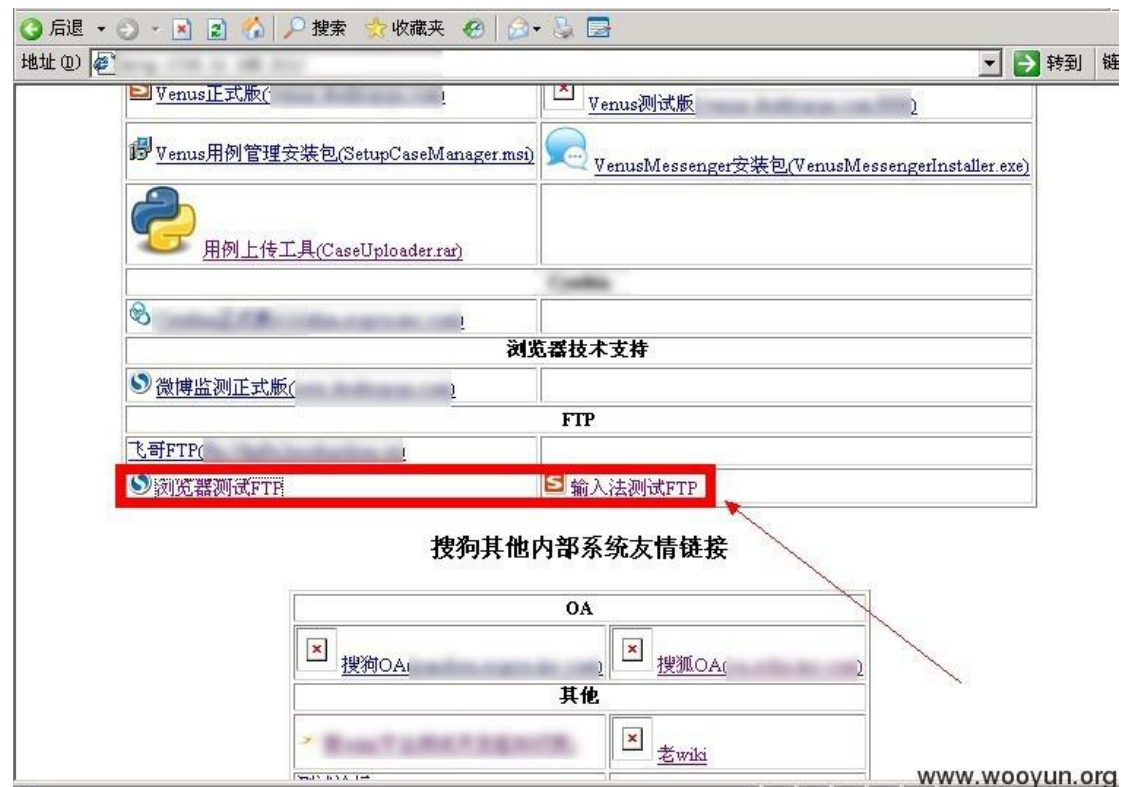 后退 搜索 收藏夹
地址(D) 转到 链
Venus正式版( ) Venus测试版( )
Venus用例管理安装包(SetupCaseManager.msi) VenusMessenger安装包(VenusMessengerInstaller.exe)
用例上传工具(CaseUploader.rar)
浏览器技术支持
微博监测正式版( )
FTP
飞哥FTP( )
浏览器测试FTP 输入法测试FTP
搜狗其他内部系统友情链接
OA
搜狗OA( ) 搜狐OA( )
其他
老wiki
www.wooyun.org